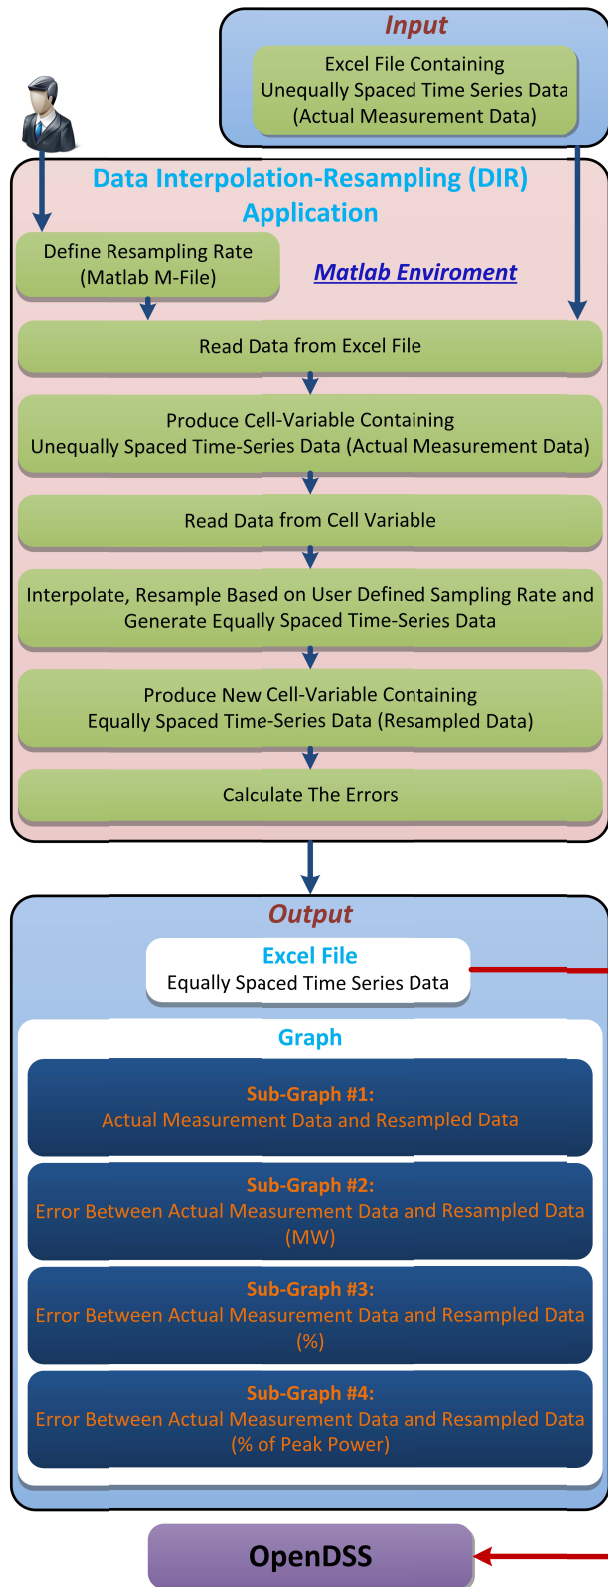 Input
Excel File Containing
Unequally Spaced Time Series Data
(Actual Measurement Data)
Data Interpolation-Resampling (DIR)
Application
Define Resampling Rate
(Matlab M-File)
Matlab Enviroment
Read Data from Excel File
Produce Cell-Variable Containing
Unequally Spaced Time-Series Data (Actual Measurement Data)
Read Data from Cell Variable
Interpolate, Resample Based on User Defined Sampling Rate and
Generate Equally Spaced Time-Series Data
Produce New Cell-Variable Containing
Equally Spaced Time-Series Data (Resampled Data)
Calculate The Errors
Output
Excel File
Equally Spaced Time Series Data
Graph
Sub-Graph #1:
Actual Measurement Data and Resampled Data
Sub-Graph #2:
Error Between Actual Measurement Data and Resampled Data
(MW)
Sub-Graph #3:
Error Between Actual Measurement Data and Resampled Data
(%)
Sub-Graph #4:
Error Between Actual Measurement Data and Resampled Data
(% of Peak Power)
OpenDSS